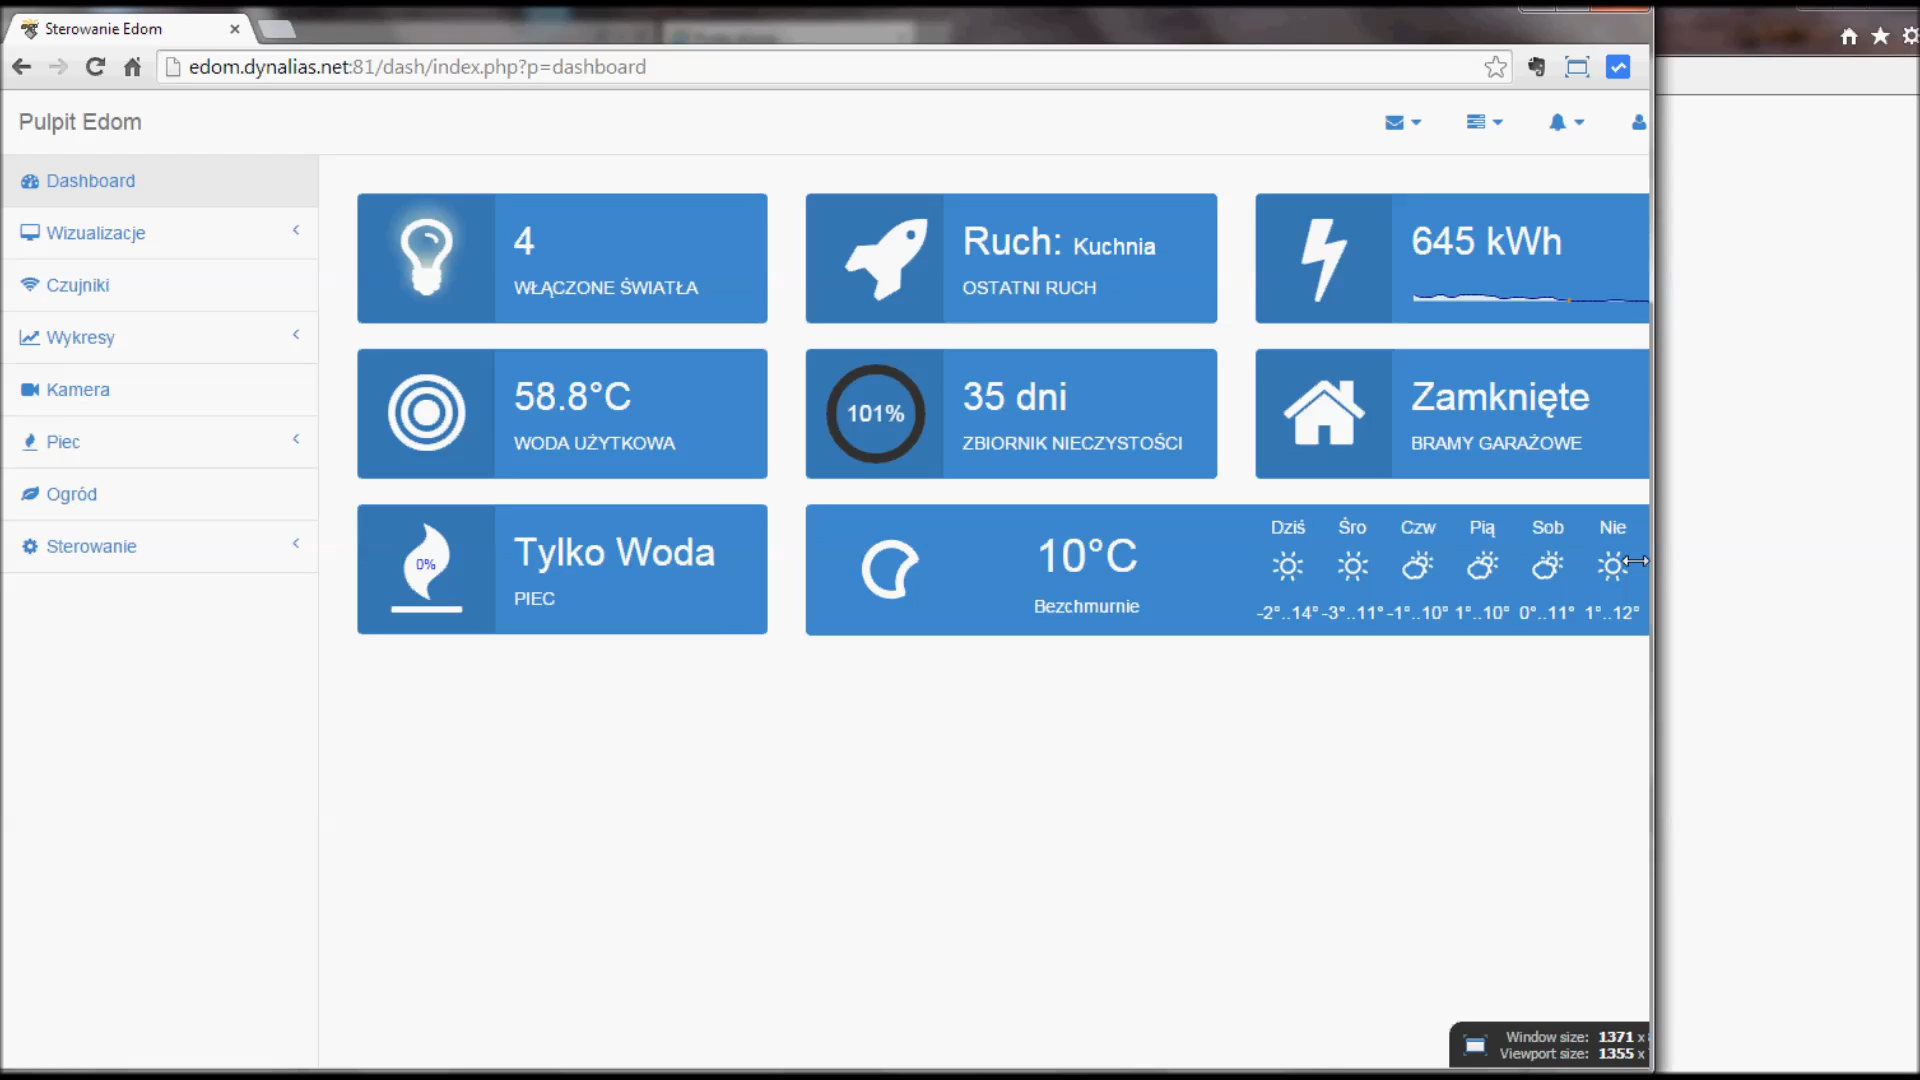 Sterowanie Edom
edom.dynalias.net:81/dash/index.php?p=dashboard
Pulpit Edom
Dashboard
Wizualizacje
Czujniki
Wykresy
Kamera
Piec
Ogród
Sterowanie
4
WŁĄCZONE ŚWIATŁA
Ruch: Kuchnia
OSTATNI RUCH
645 kWh
58.8°C
WODA UŻYTKOWA
101%
35 dni
ZBIORNIK NIECZYSTOŚCI
Zamknięte
BRAMY GARAŻOWE
0%
Tylko Woda
PIEC
10°C
Bezchmurnie
Dziś Śro Czw Pią Sob Nie
-2°..14° -3°..11° -1°..10° 1°..10° 0°..11° 1°..12°
Window size: 1371 x
Viewport size: 1355 x